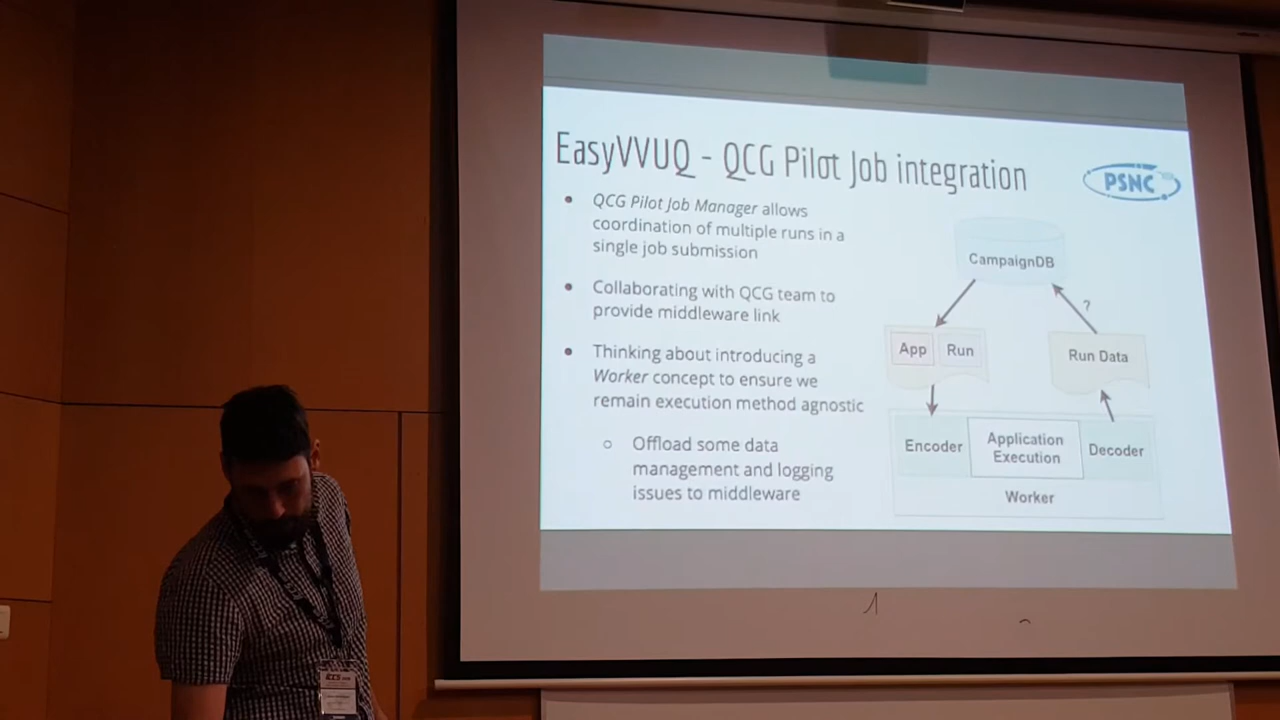 EasyVVUQ - QCG Pilot Job integration
PSNC
QCG Pilot Job Manager allows
coordination of multiple runs in a
single job submission
Collaborating with QCG team to
provide middleware link
Thinking about introducing a
Worker concept to ensure we
remain execution method agnostic
Offload some data
management and logging
issues to middleware
CampaignDB
?
App Run
Run Data
Encoder
Application
Execution
Decoder
Worker